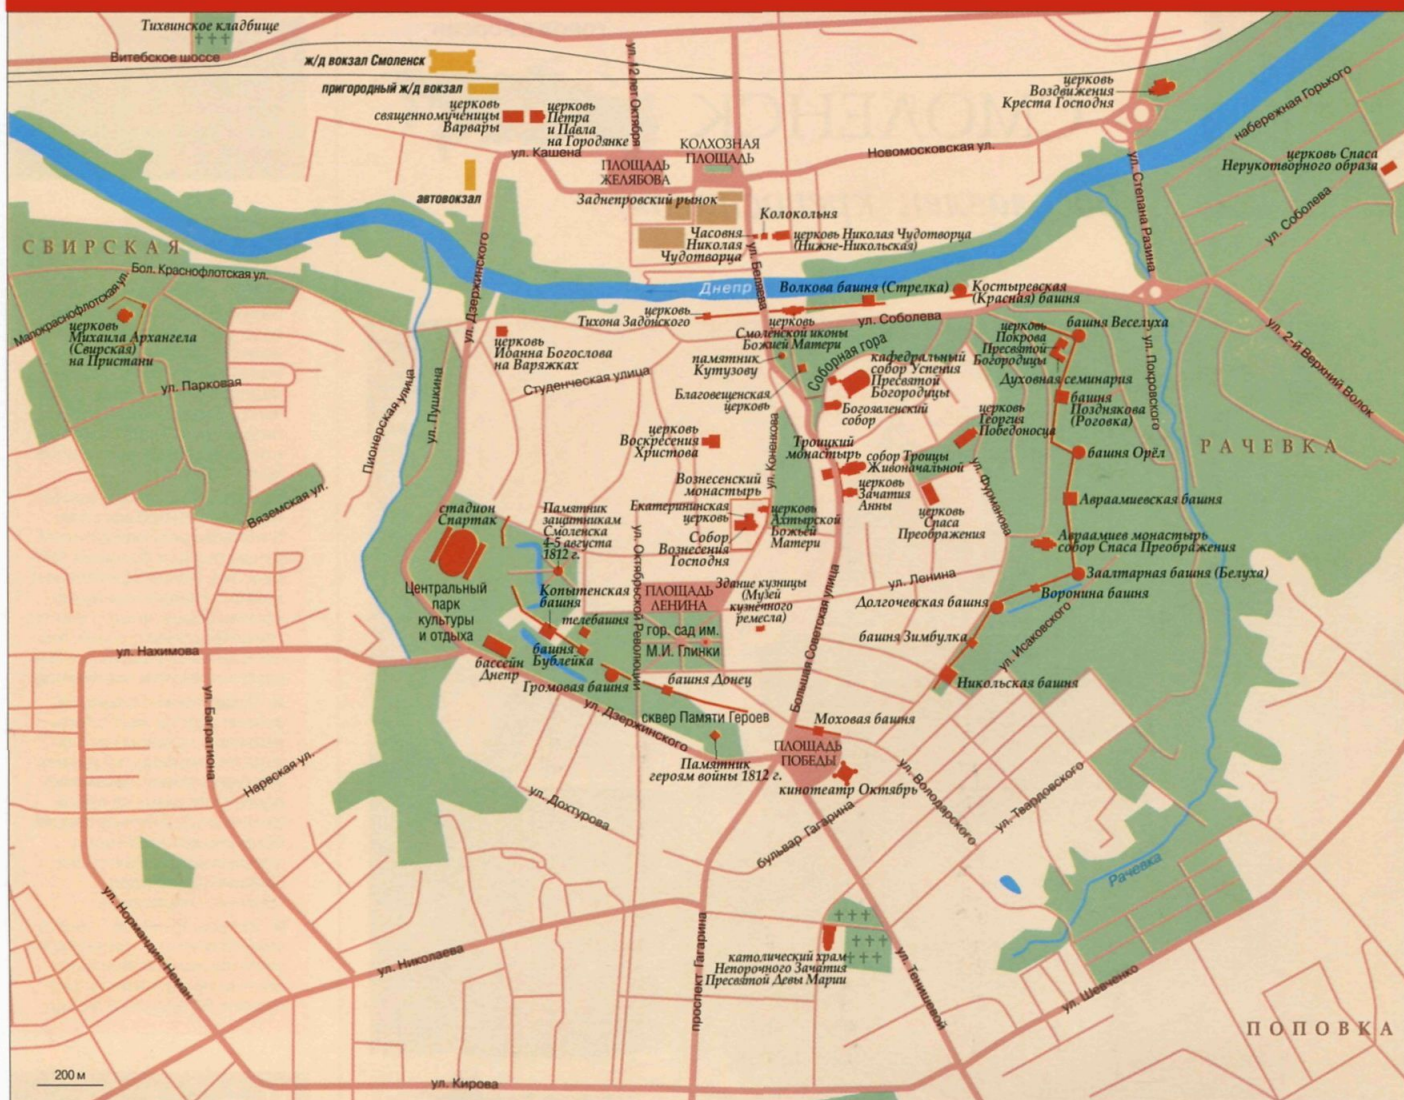 Тихвинское кладбище
Витебское шоссе
ж/д вокзал Смоленск
пригородный ж/д вокзал
церковь
священномученицы
Варвары
церковь
Петра
и Павла
на Городянке
ул. 12 лет Октября
ул. Кашена
автовокзал
ПЛОЩАДЬ
ЖЕЛЯБОВА
КОЛХОЗНАЯ
ПЛОЩАДЬ
Новомосковская ул.
церковь
Воздвижения
Креста Господня
набережная Горького
церковь Спаса
Нерукотворного образа
ул. Соболева
ул. Степана Разина
Заднепровский рынок
Колокольня
Часовня
Николая
Чудотворца
церковь Николая Чудотворца
(Нижне-Никольская)
ул. Беляева
СВИРСКАЯ
Бол. Краснофлотская ул.
Малокраснофлотская ул.
церковь
Михаила Архангела
(Свирская)
на Пристани
ул. Парковая
ул. Дзержинского
Днепр
Волкова башня (Стрелка)
Костыревская
(Красная) башня
церковь
Тихона Задонского
церковь
Смоленской иконы
Божией Матери
ул. Соболева
церковь
Иоанна Богослова
на Варяжках
Студенческая улица
памятник
Кутузову
Соборная гора
Благовещенская
церковь
кафедральный
собор Успения
Пресвятой
Богородицы
Богоявленский
собор
церковь
Покрова
Пресвятой
Богородицы
башня Веселуха
Духовная семинария
башня
Позднякова
(Роговка)
ул. Покровского
ул. 2-й Верхний Волок
РАЧЕВКА
Пионерская улица
ул. Пушкина
Вяземская ул.
церковь
Воскресения
Христова
ул. Коненкова
Троицкий
монастырь
собор Троицы
Живоначальной
церковь
Зачатия
Анны
церковь
Георгия
Победоносца
башня Орёл
ул. Фурманова
церковь
Спаса
Преображения
Авраамиевская башня
Авраамиев монастырь
собор Спаса Преображения
Вознесенский
монастырь
Екатерининская
церковь
Собор
Вознесения
Господня
церковь
Ахтырской
Божьей
Матери
стадион
Спартак
Памятник
защитникам
Смоленска
4-5 августа
1812 г.
ул. Октябрьской Революции
Центральный
парк
культуры
и отдыха
Копытенская
башня
телебашня
башня
Бублейка
бассейн
Днепр
Громовая башня
ПЛОЩАДЬ
ЛЕНИНА
Здание кузницы
(Музей
кузнечного
ремесла)
гор. сад им.
М.И. Глинки
ул. Ленина
Большая Советская улица
Заалтарная башня (Белуха)
Воронина башня
Долгочевская башня
башня Зимбулка
ул. Исаковского
Никольская башня
ул. Нахимова
ул. Багратиона
Нарвская ул.
башня Донец
ул. Дзержинского
сквер Памяти Героев
Моховая башня
Памятник
героям войны 1812 г.
ПЛОЩАДЬ
ПОБЕДЫ
кинотеатр Октябрь
ул. Дохтурова
бульвар Гагарина
ул. Володарского
ул. Твардовского
Рачевка
ул. Нормандия-Неман
ул. Николаева
проспект Гагарина
католический храм
Непорочного Зачатия
Пресвятой Девы Марии
ул. Тенишевой
ул. Шевченко
ПОПОВКА
200 м
ул. Кирова